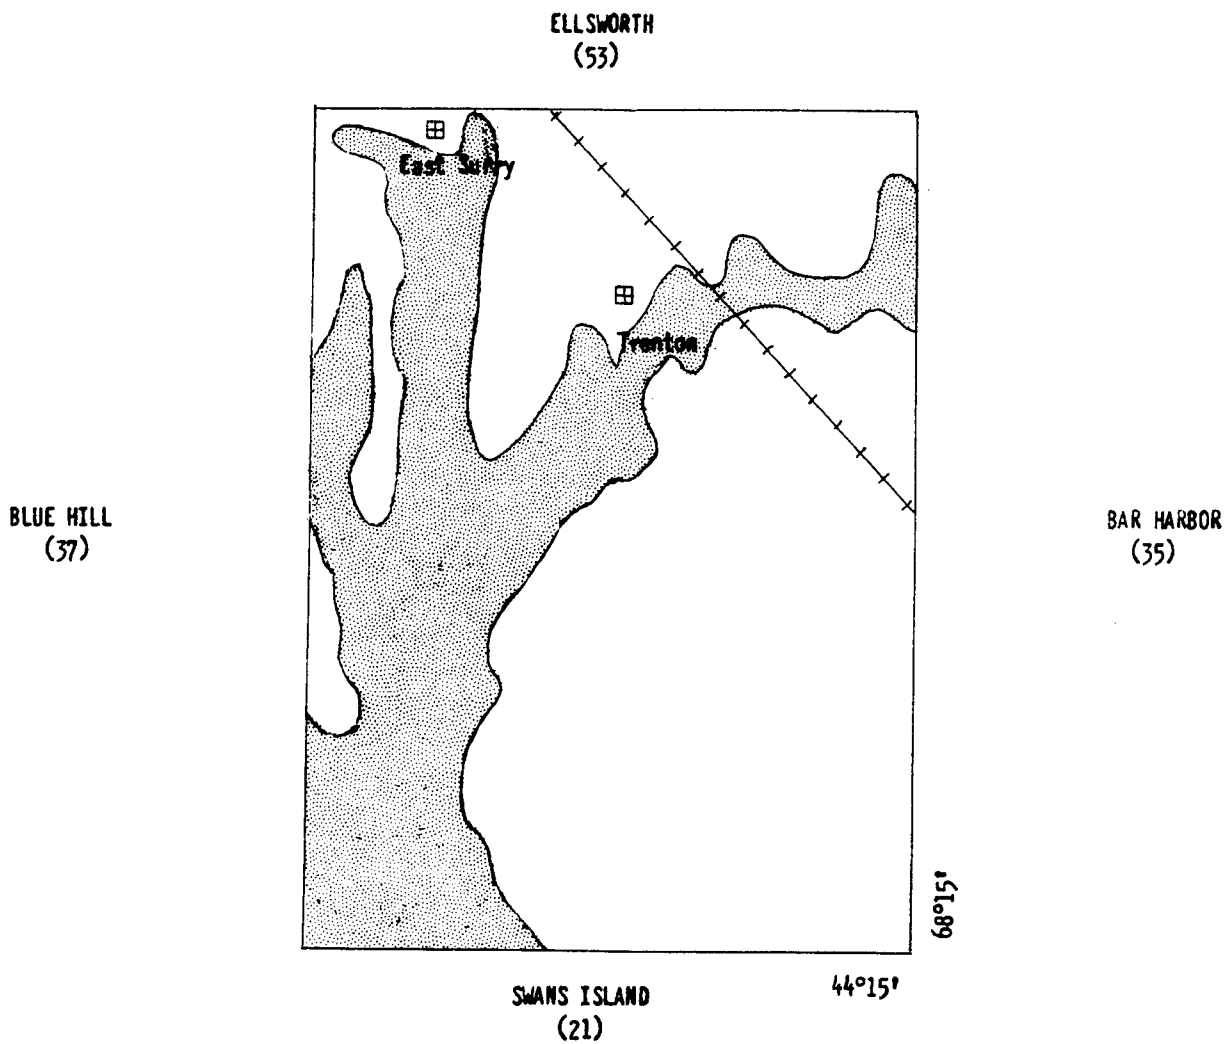 ELLSWORTH
(53)
East Surry
Trenton
BLUE HILL
(37)
BAR HARBOR
(35)
68°15'
44°15'
SWANS ISLAND
(21)